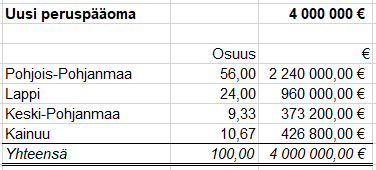 Uusi peruspääoma 4 000 000 €
Osuus €
Pohjois-Pohjanmaa 56,00 2 240 000,00 €
Lappi 24,00 960 000,00 €
Keski-Pohjanmaa 9,33 373 200,00 €
Kainuu 10,67 426 800,00 €
Yhteensä 100,00 4 000 000,00 €